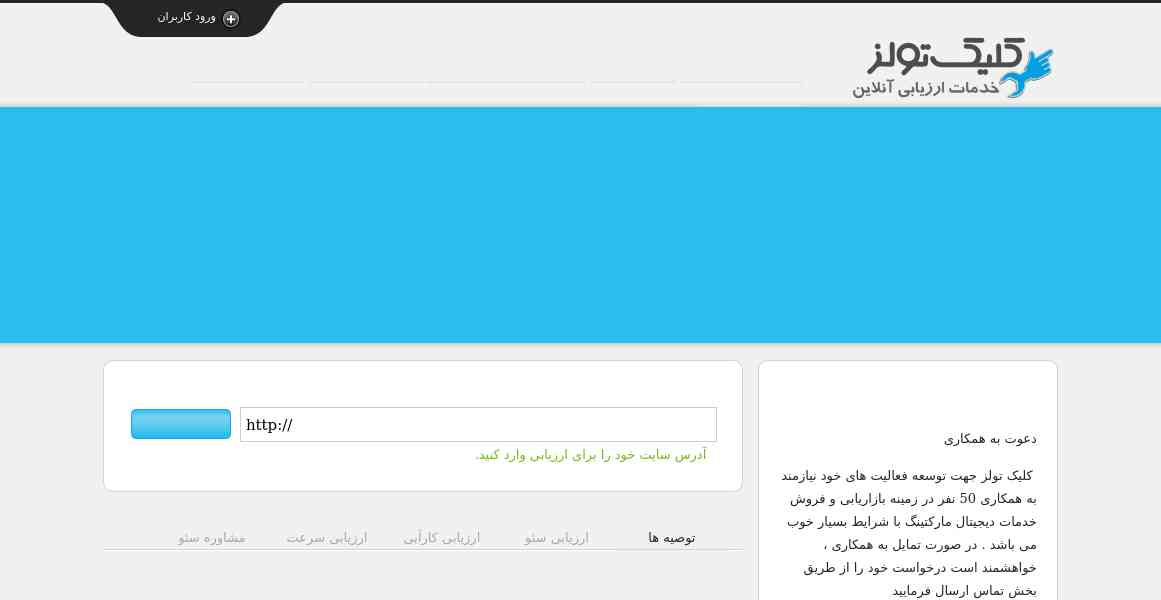 ورود کاربران
کلیک تولز
خدمات ارزیابی آنلاین
http://
آدرس سایت خود را برای ارزیابی وارد کنید.
توصیه ها
ارزیابی سئو
ارزیابی کارآیی
ارزیابی سرعت
مشاوره سئو
دعوت به همکاری
کلیک تولز جهت توسعه فعالیت های خود نیازمند
به همکاری 50 نفر در زمینه بازاریابی و فروش
خدمات دیجیتال مارکتینگ با شرایط بسیار خوب
می باشد . در صورت تمایل به همکاری ،
خواهشمند است درخواست خود را از طریق
بخش تماس ارسال فرمایید